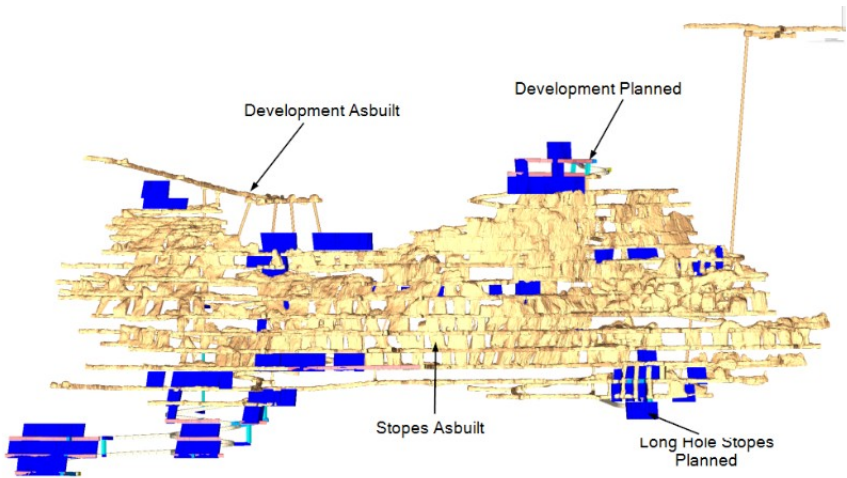 Development Planned
Development Asbuilt
Stopes Asbuilt
Long Hole Stopes
Planned